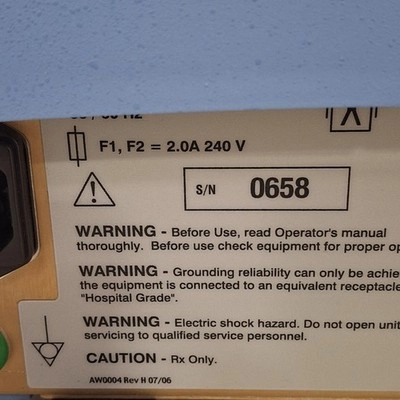 F1, F2 = 2.0A 240 V
S/N 0658
WARNING - Before Use, read Operator's manual
thoroughly. Before use check equipment for proper
WARNING - Grounding reliability can only be
the equipment is connected to an equivalent
"Hospital Grade".
WARNING - Electric shock hazard. Do not open
servicing to qualified service personnel.
CAUTION - Rx Only.
AW0004 Rev H 07/06